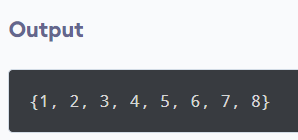 Output
{1, 2, 3, 4, 5, 6, 7, 8}